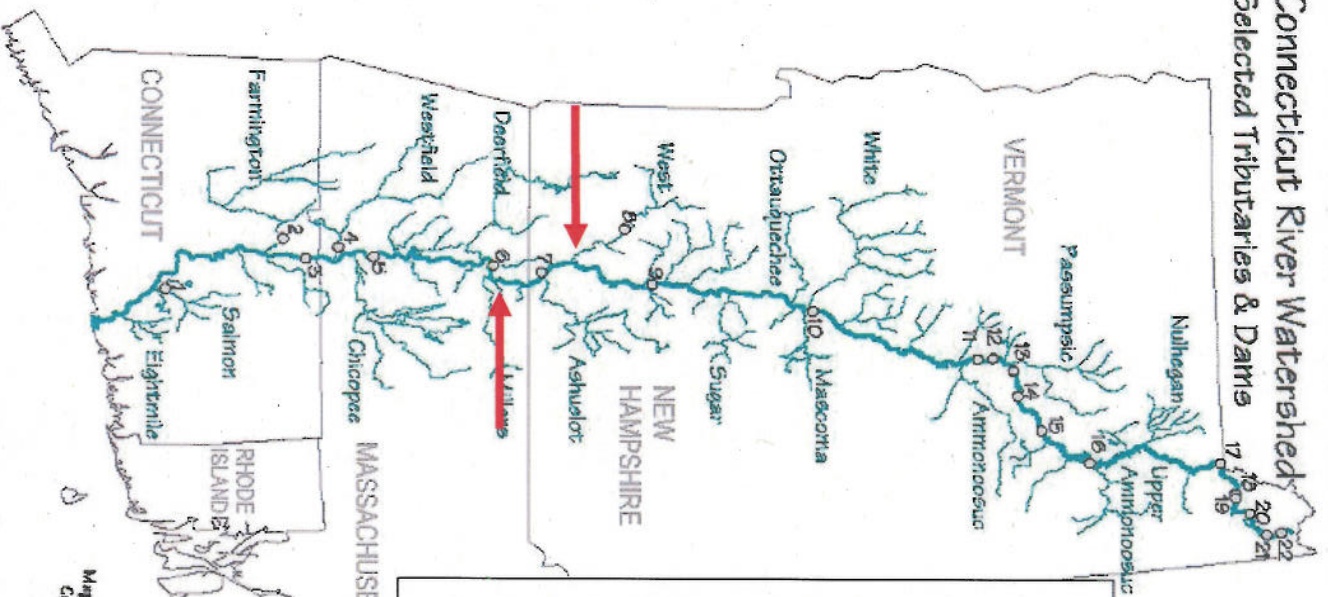 Connecticut River Watershed
Selected Tributaries & Dams
22
21
20
19
18
17
Nulhegan
Upper
Ammonoosuc
16
Passumpsic
15
14
13
12
11
VERMONT
Ammonoosuc
White
10
Mascoma
Ottauquechee
Sugar
West
9
8
NEW
HAMPSHIRE
Ashuelot
7
Deerfield
6
Millers
Westfield
5
4
Chicopee
MASSACHUSE
3
2
Farmington
Salmon
RHODE
ISLAND
CONNECTICUT
Eightmile
Map